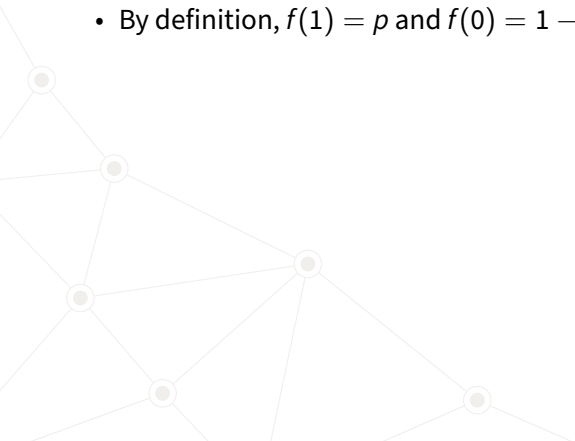 • By definition, f(1) = p and f(0) = 1 −